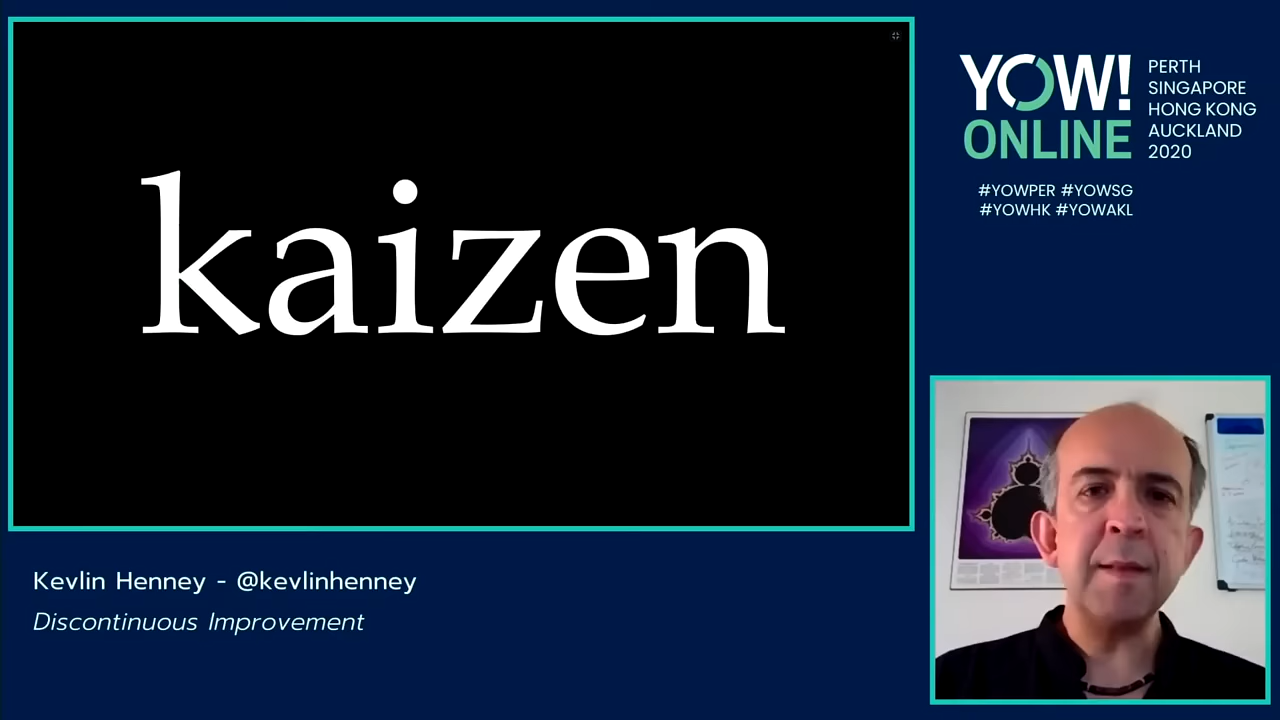 kaizen
YOW!
ONLINE
PERTH
SINGAPORE
HONG KONG
AUCKLAND
2020
#YOWPER #YOWSG
#YOWHK #YOWAKL
Kevlin Henney - @kevlinhenney
Discontinuous Improvement